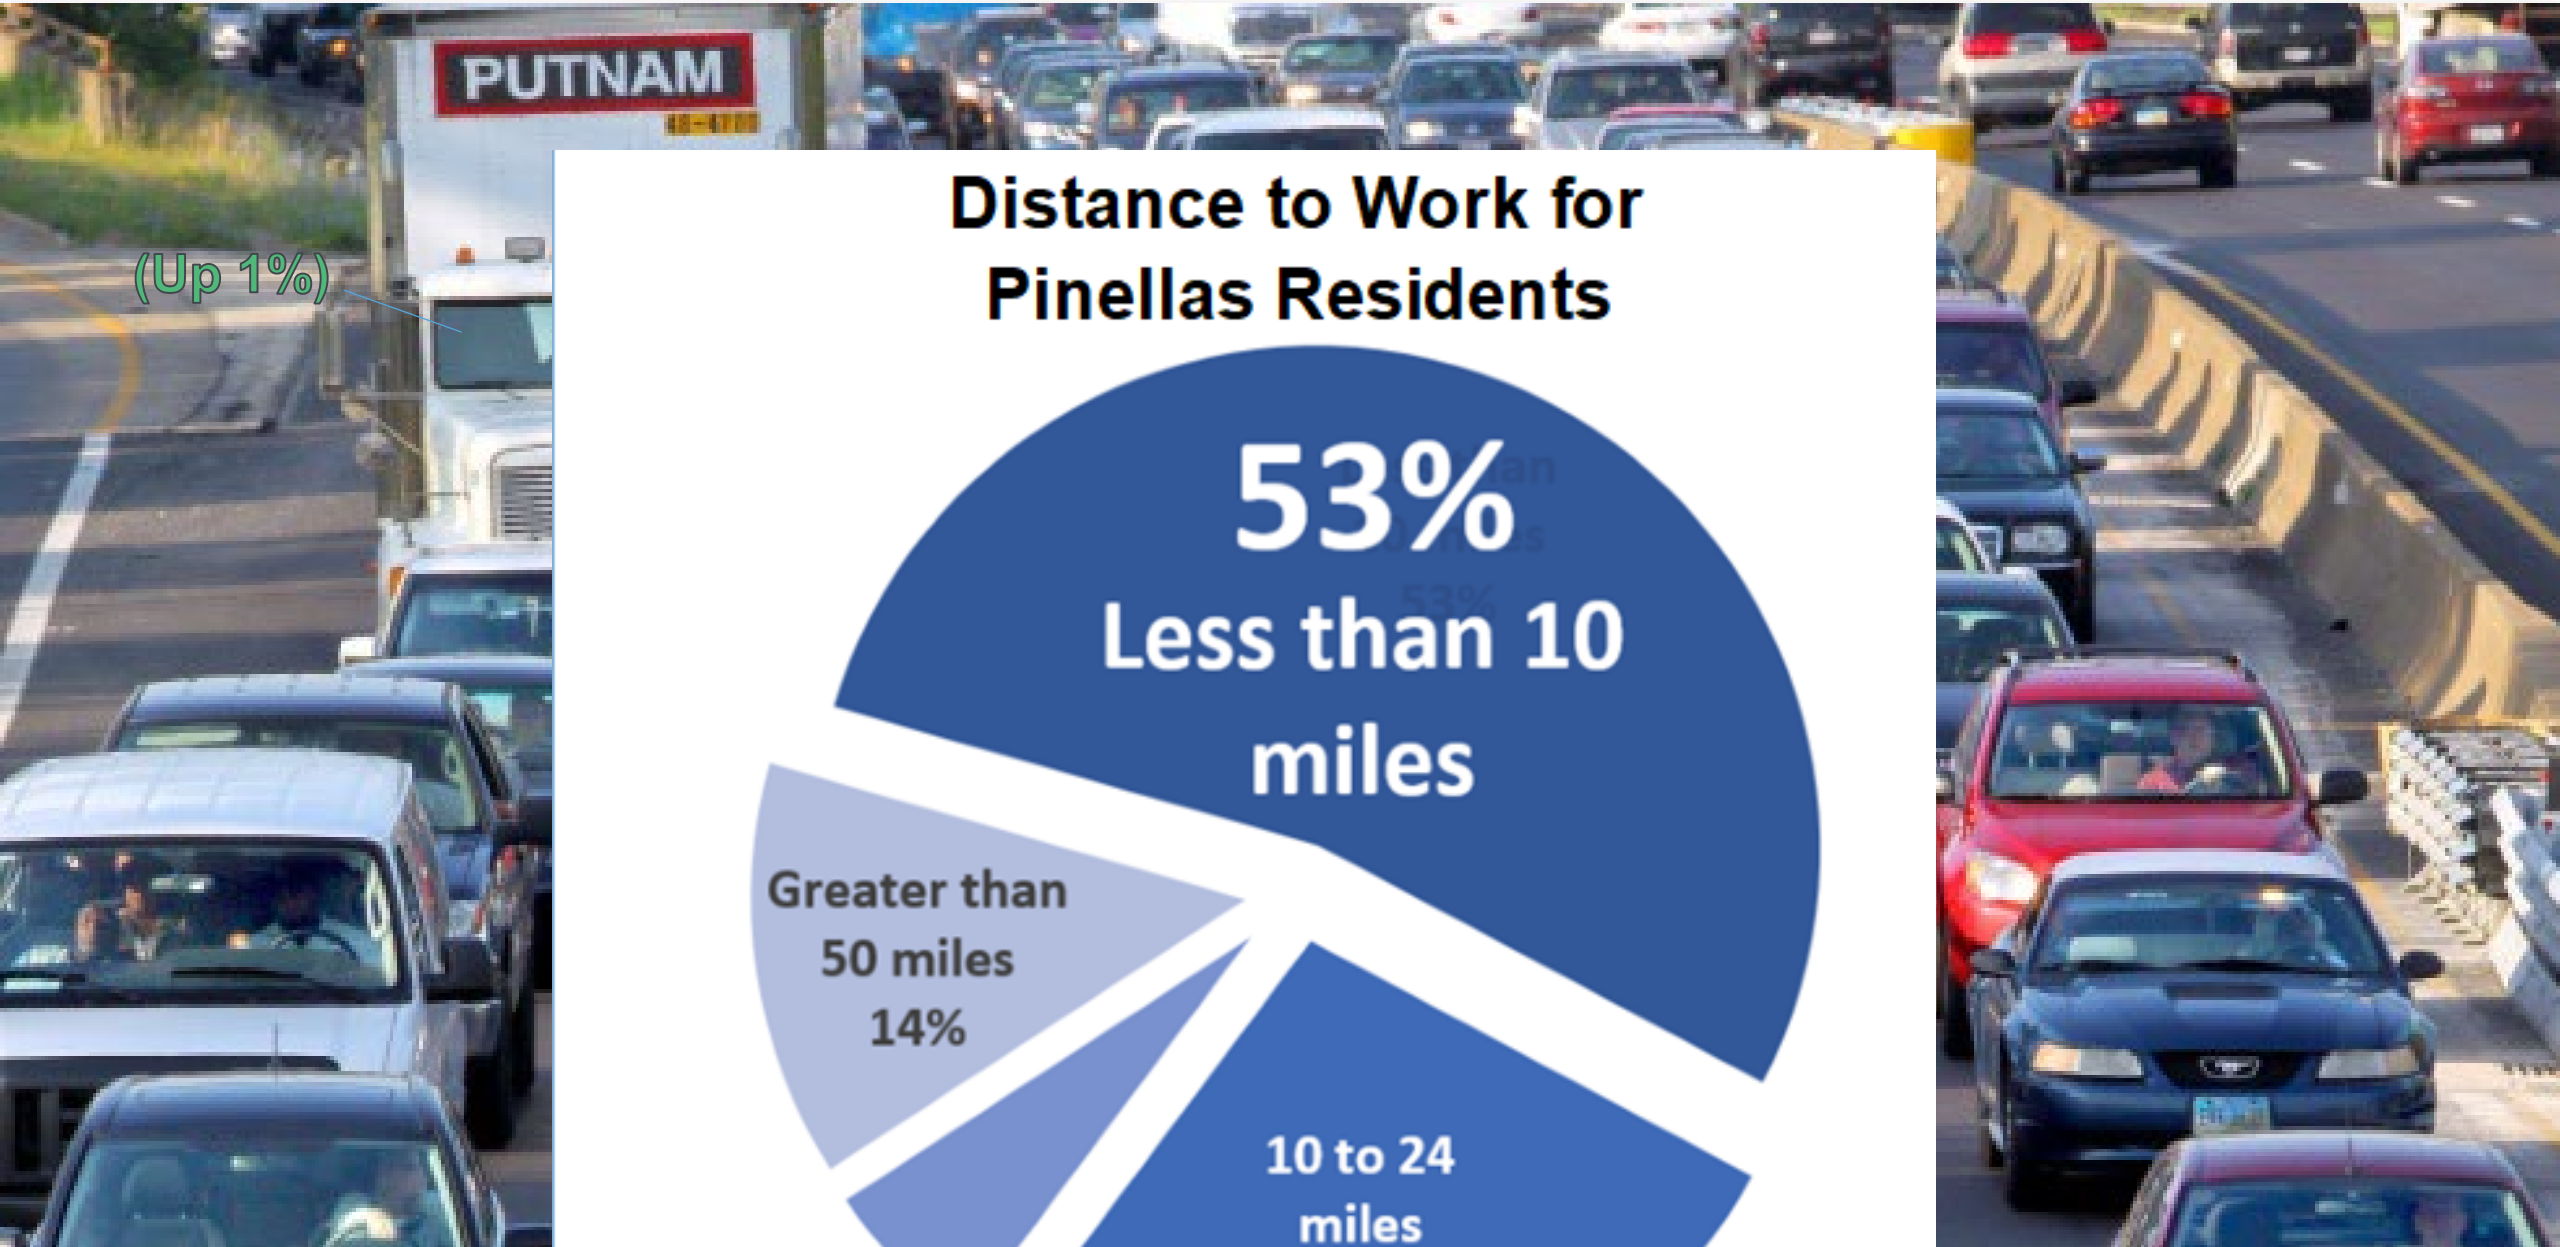 PUTNAM
Distance to Work for
Pinellas Residents
(Up 1%)
53%
Less than 10
miles
Greater than
50 miles
14%
10 to 24
miles